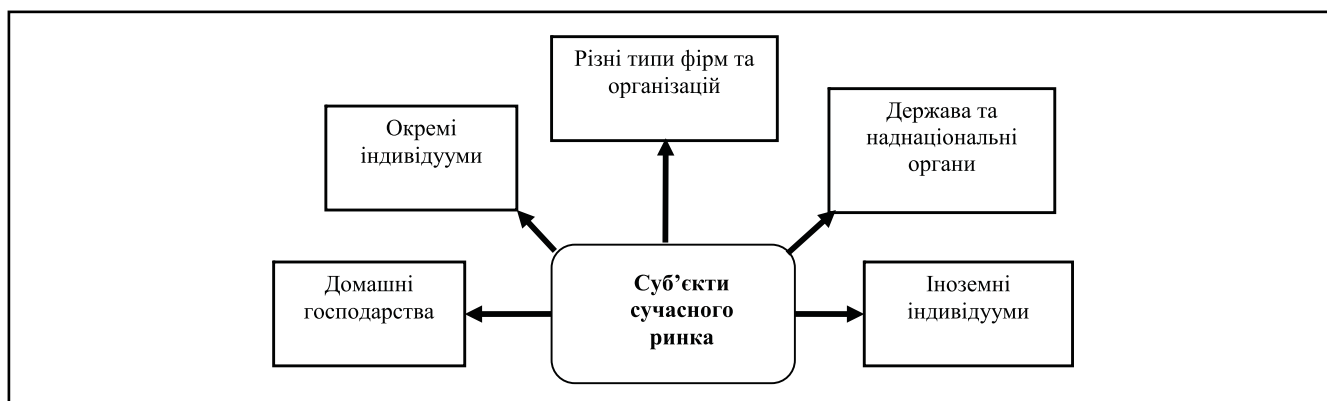 Різні типи фірм та
організацій
Окремі
індивідууми
Держава та
наднаціональні
органи
Домашні
господарства
Суб’єкти
сучасного
ринка
Іноземні
індивідууми